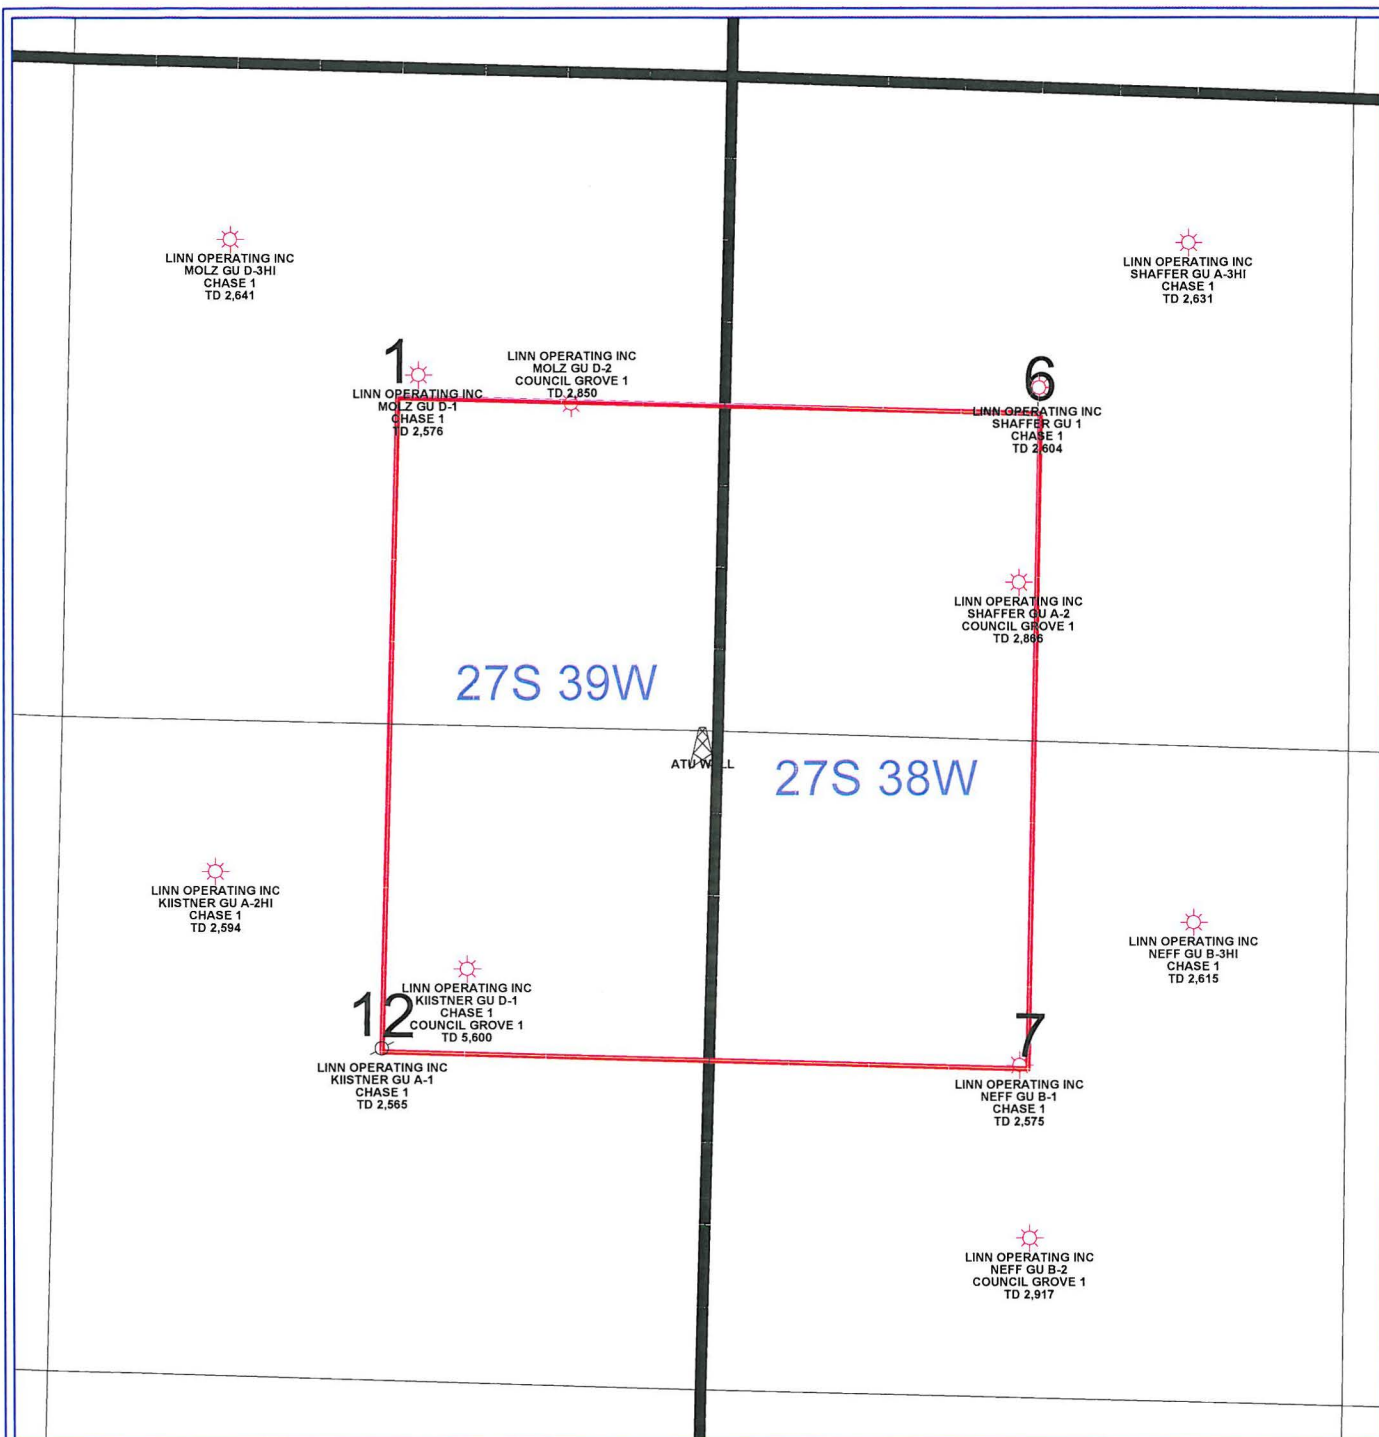 LINN OPERATING INC
MOLZ GU D-3HI
CHASE 1
TD 2,641
LINN OPERATING INC
SHAFFER GU A-3HI
CHASE 1
TD 2,631
1
LINN OPERATING INC
MOLZ GU D-2
COUNCIL GROVE 1
TD 2,850
6
LINN OPERATING INC
MOLZ GU D-1
CHASE 1
TD 2,576
LINN OPERATING INC
SHAFFER GU 1
CHASE 1
TD 2,604
LINN OPERATING INC
SHAFFER GU A-2
COUNCIL GROVE 1
TD 2,866
27S 39W
ATU WELL
27S 38W
LINN OPERATING INC
KIISTNER GU A-2HI
CHASE 1
TD 2,594
LINN OPERATING INC
NEFF GU B-3HI
CHASE 1
TD 2,615
12
LINN OPERATING INC
KIISTNER GU D-1
CHASE 1
COUNCIL GROVE 1
TD 5,600
7
LINN OPERATING INC
KIISTNER GU A-1
CHASE 1
TD 2,565
LINN OPERATING INC
NEFF GU B-1
CHASE 1
TD 2,575
LINN OPERATING INC
NEFF GU B-2
COUNCIL GROVE 1
TD 2,917